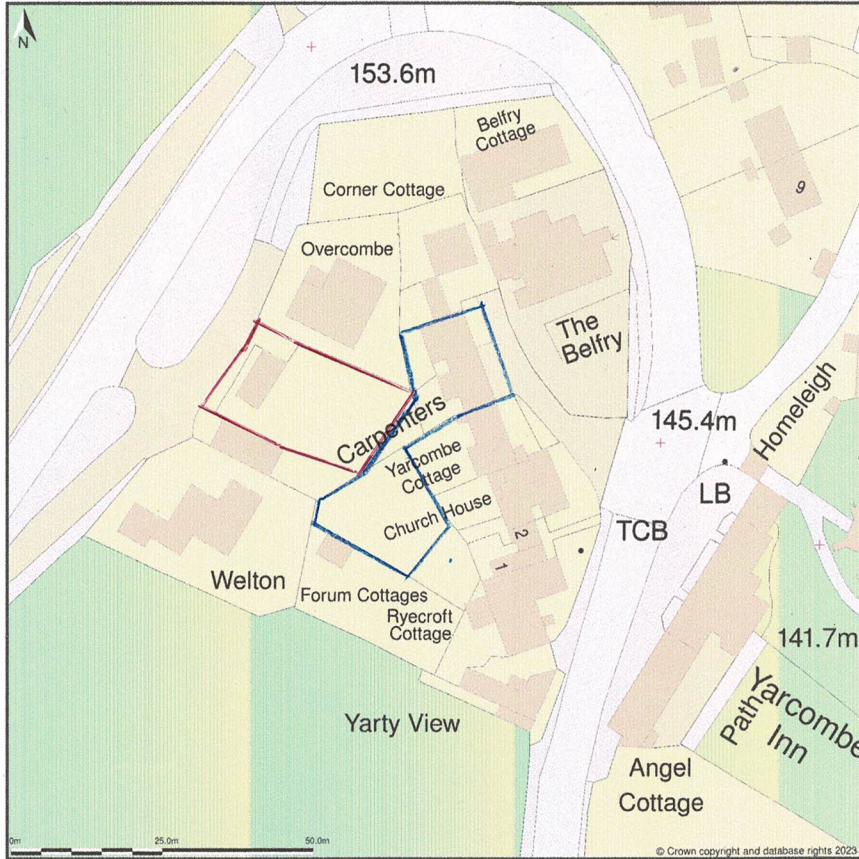 N
153.6m
Belfry
Cottage
Corner Cottage
9
Overcombe
The
Belfry
Carpenters
145.4m
Homeleigh
Yarcombe
Cottage
LB
Church House
2
TCB
1
Welton
Forum Cottages
Ryecroft
Cottage
141.7m
Yarty View
Path
Yarcombe
Inn
Angel
Cottage
0m
25.0m
50.0m
© Crown copyright and database rights 2023